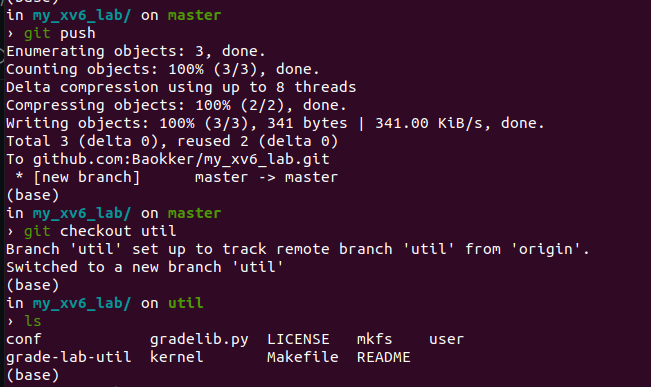 (base)
in my_xv6_lab/ on master
› git push
Enumerating objects: 3, done.
Counting objects: 100% (3/3), done.
Delta compression using up to 8 threads
Compressing objects: 100% (2/2), done.
Writing objects: 100% (3/3), 341 bytes | 341.00 KiB/s, done.
Total 3 (delta 0), reused 2 (delta 0)
To github.com:Baokker/my_xv6_lab.git
 * [new branch]      master -> master
(base)
in my_xv6_lab/ on master
› git checkout util
Branch 'util' set up to track remote branch 'util' from 'origin'.
Switched to a new branch 'util'
(base)
in my_xv6_lab/ on util
› ls
conf            gradelib.py  LICENSE   mkfs    user
grade-lab-util  kernel       Makefile  README
(base)